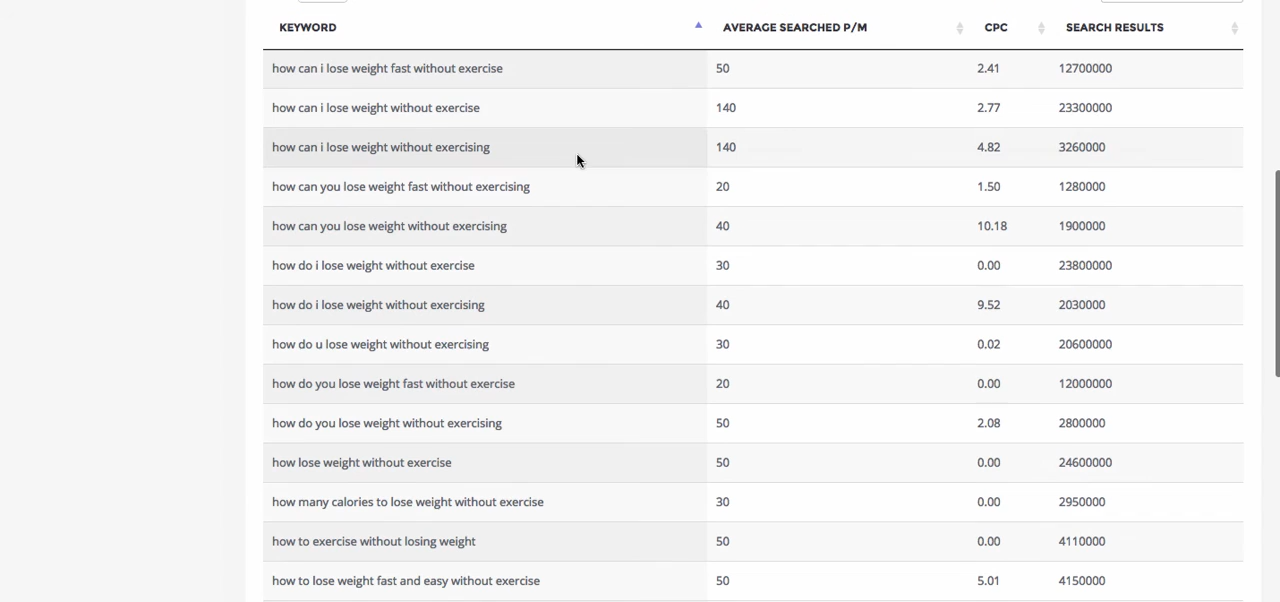 KEYWORD AVERAGE SEARCHED P/M CPC SEARCH RESULTS
how can i lose weight fast without exercise 50 2.41 12700000
how can i lose weight without exercise 140 2.77 23300000
how can i lose weight without exercising 140 4.82 3260000
how can you lose weight fast without exercising 20 1.50 1280000
how can you lose weight without exercising 40 10.18 1900000
how do i lose weight without exercise 30 0.00 23800000
how do i lose weight without exercising 40 9.52 2030000
how do u lose weight without exercising 30 0.02 20600000
how do you lose weight fast without exercise 20 0.00 12000000
how do you lose weight without exercising 50 2.08 2800000
how lose weight without exercise 50 0.00 24600000
how many calories to lose weight without exercise 30 0.00 2950000
how to exercise without losing weight 50 0.00 4110000
how to lose weight fast and easy without exercise 50 5.01 4150000